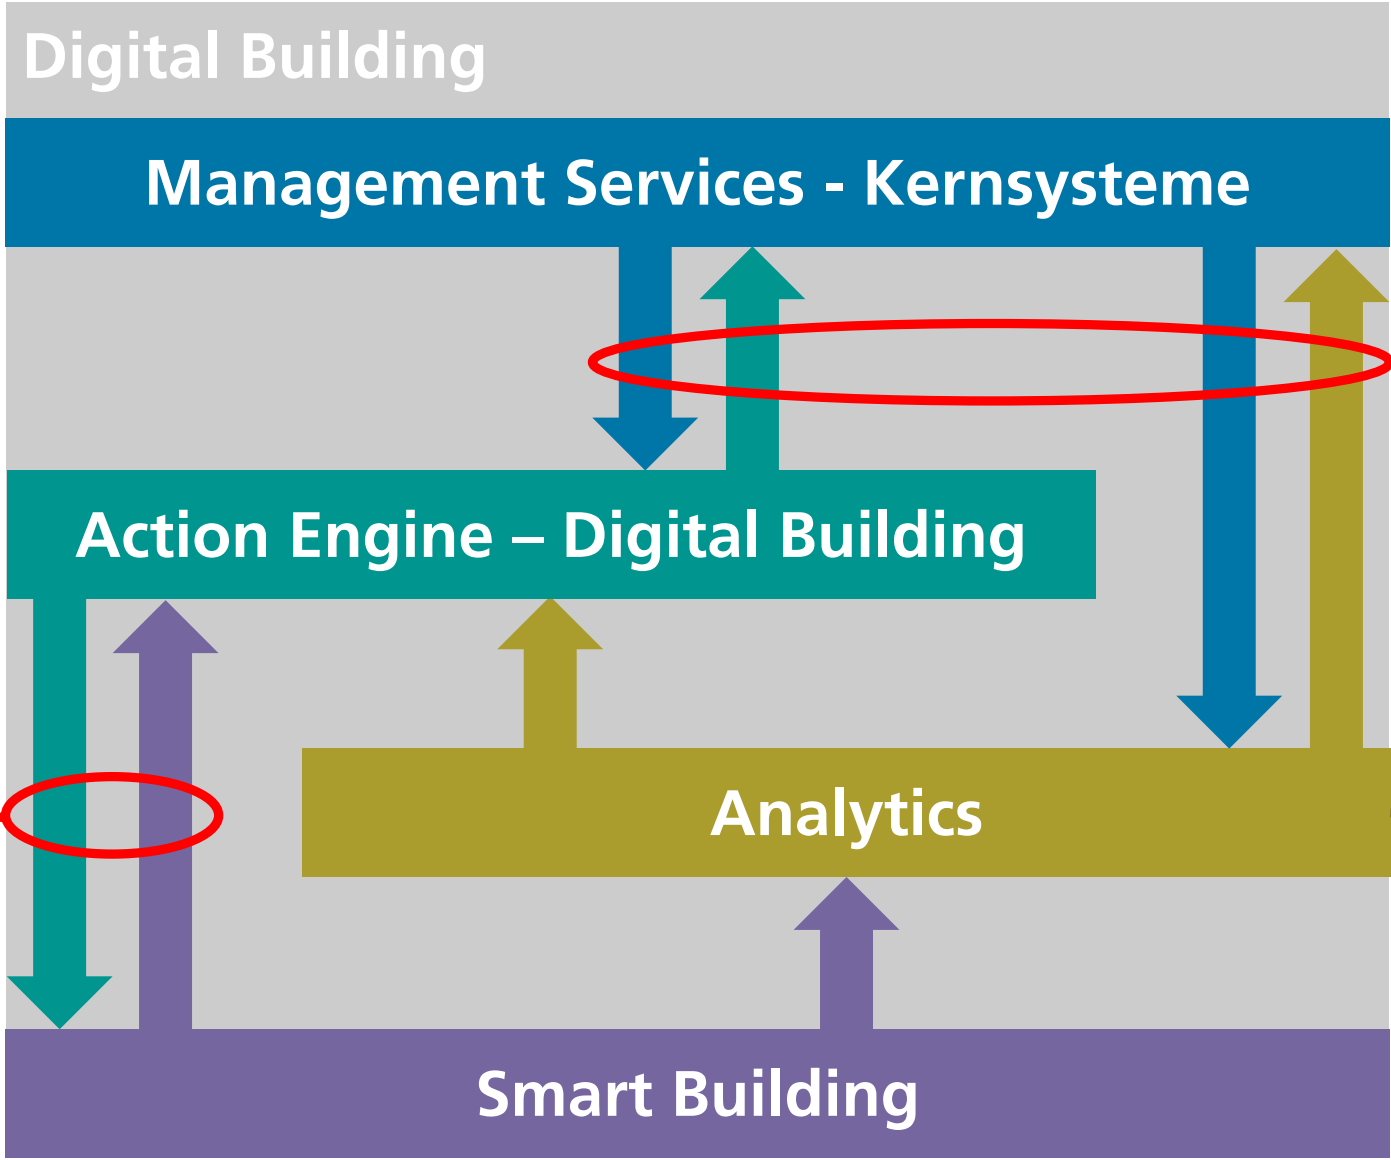 Digital Building
Management Services - Kernsysteme
Action Engine – Digital Building
Analytics
Smart Building